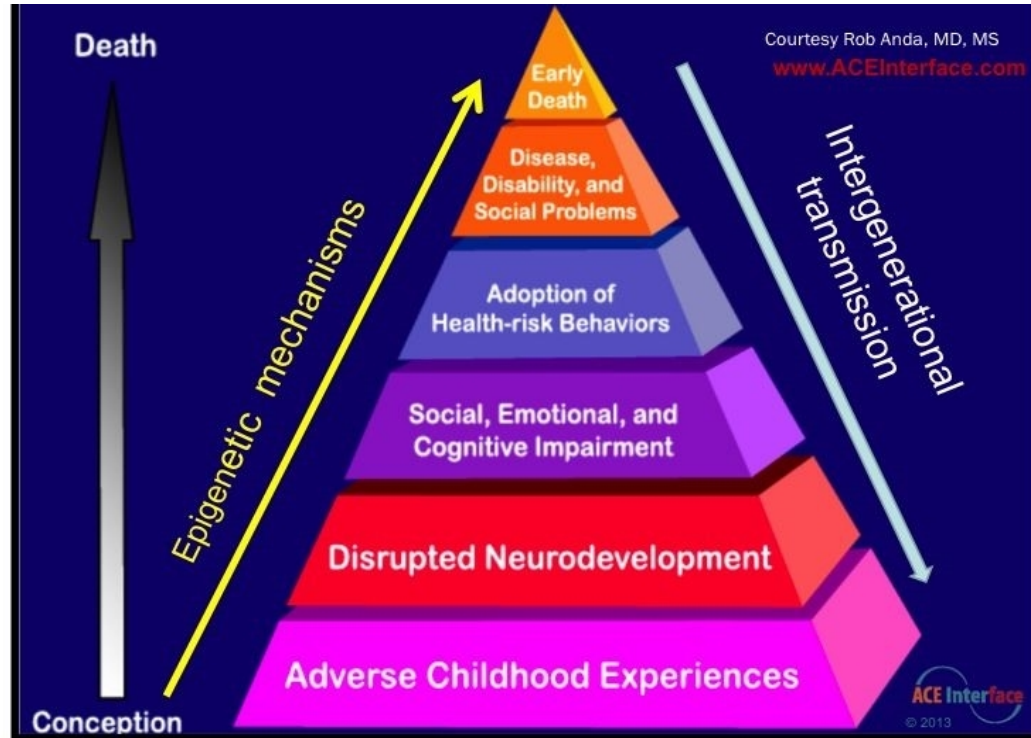 Death
Courtesy Rob Anda, MD, MS
www.ACEInterface.com
Early
Death
Disease,
Disability, and
Social Problems
Adoption of
Health-risk Behaviors
Social, Emotional, and
Cognitive Impairment
Disrupted Neurodevelopment
Adverse Childhood Experiences
Epigenetic mechanisms
Intergenerational
transmission
Conception
ACE Interface
© 2013